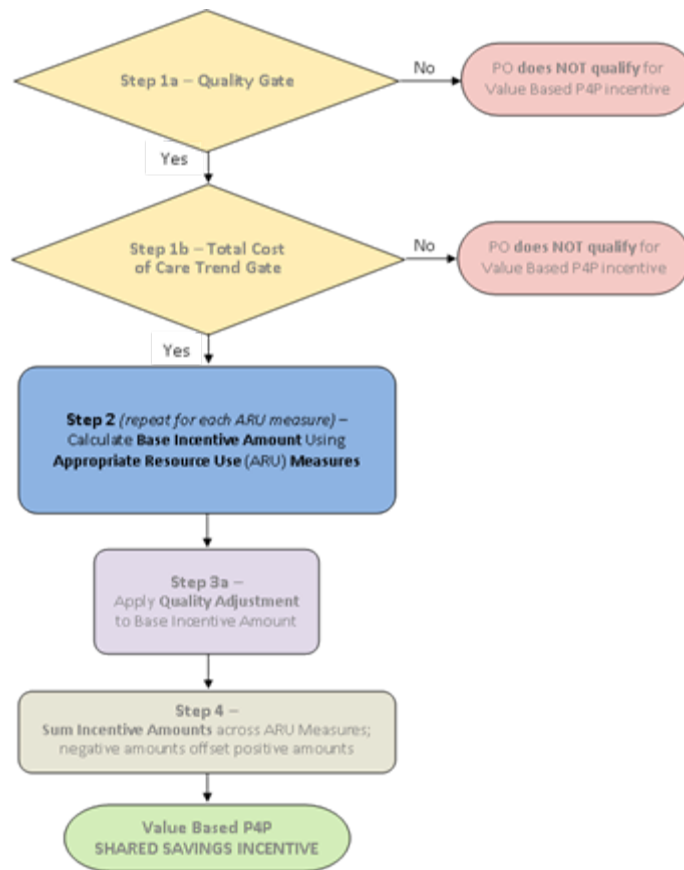 Step 1a – Quality Gate
No
PO does NOT qualify for
Value Based P4P incentive
Yes
Step 1b – Total Cost
of Care Trend Gate
No
PO does NOT qualify for
Value Based P4P incentive
Yes
Step 2 (repeat for each ARU measure) –
Calculate Base Incentive Amount Using
Appropriate Resource Use (ARU) Measures
Step 3a –
Apply Quality Adjustment
to Base Incentive Amount
Step 4 –
Sum Incentive Amounts across ARU Measures;
negative amounts offset positive amounts
Value Based P4P
SHARED SAVINGS INCENTIVE